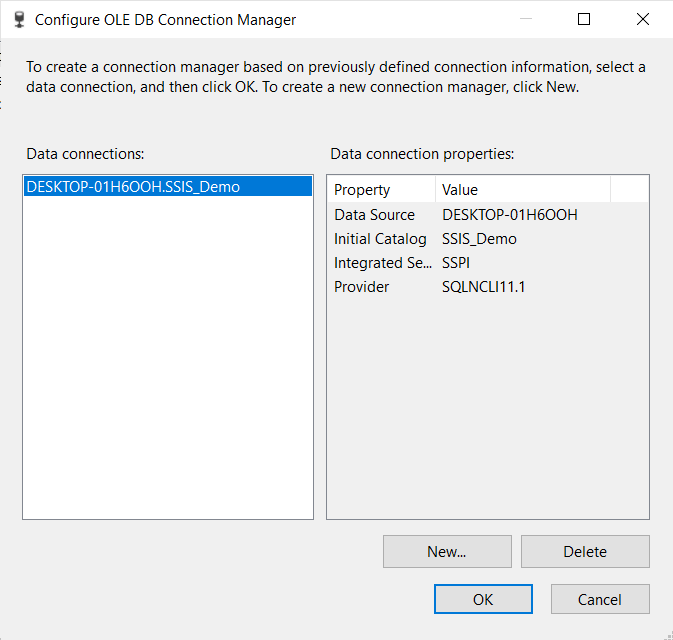 Configure OLE DB Connection Manager
To create a connection manager based on previously defined connection information, select a
data connection, and then click OK. To create a new connection manager, click New.
Data connections:
Data connection properties:
DESKTOP-01H6OOH.SSIS_Demo
Property Value
Data Source DESKTOP-01H6OOH
Initial Catalog SSIS_Demo
Integrated Se... SSPI
Provider SQLNCLI11.1
New... Delete
OK Cancel